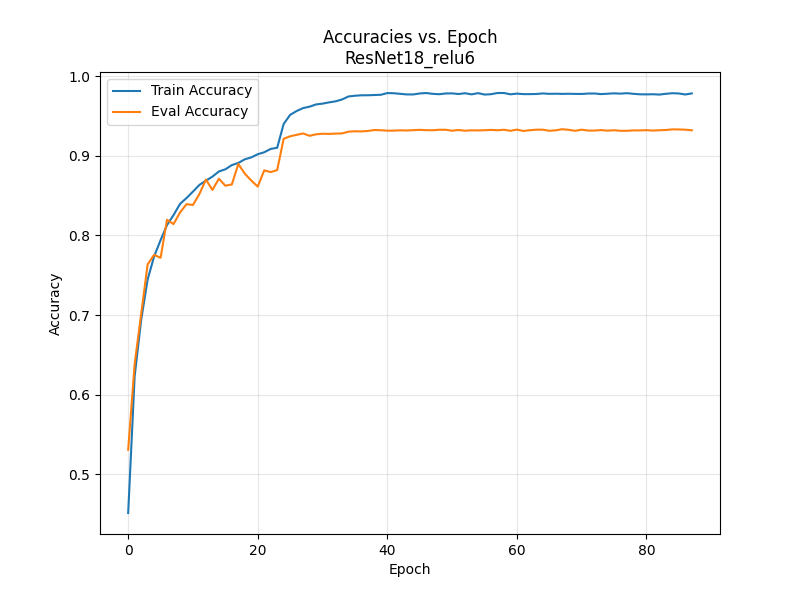 Accuracies vs. Epoch
ResNet18_relu6
Train Accuracy
Eval Accuracy
1.0
0.9
0.8
0.7
0.6
0.5
Accuracy
0 20 40 60 80
Epoch